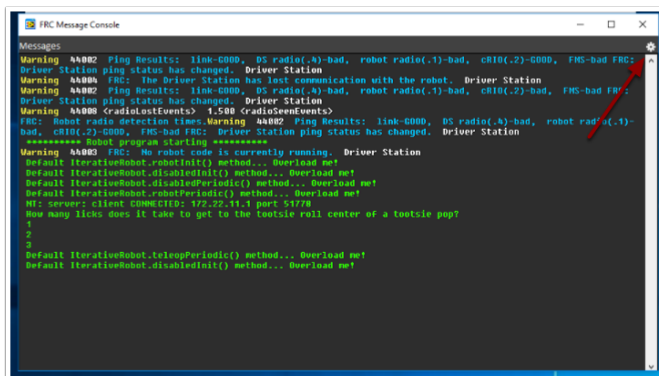 FRC Message Console
Messages
Warning 44002 Ping Results: link-GOOD, DS radio(.4)-bad, robot radio(.1)-bad, cRIO(.2)-GOOD, FMS-bad FRC:
Driver Station ping status has changed. Driver Station
Warning 44004 FRC: The Driver Station has lost communication with the robot. Driver Station
Warning 44002 Ping Results: link-GOOD, DS radio(.4)-bad, robot radio(.1)-bad, cRIO(.2)-bad, FMS-bad FRC:
Driver Station ping status has changed. Driver Station
Warning 44008 <radioLostEvents> 1.500 <radioSeenEvents>
FRC: Robot radio detection times.Warning 44002 Ping Results: link-GOOD, DS radio(.4)-bad, robot radio(.1)-
bad, cRIO(.2)-GOOD, FMS-bad FRC: Driver Station ping status has changed. Driver Station
********** Robot program starting **********
Warning 44003 FRC: No robot code is currently running. Driver Station
Default IterativeRobot.robotInit() method... Overload me!
Default IterativeRobot.disabledInit() method... Overload me!
Default IterativeRobot.disabledPeriodic() method... Overload me!
Default IterativeRobot.robotPeriodic() method... Overload me!
NT: server: client CONNECTED: 172.22.11.1 port 51770
How many licks does it take to get to the tootsie roll center of a tootsie pop?
1
2
3
Default IterativeRobot.teleopPeriodic() method... Overload me!
Default IterativeRobot.disabledInit() method... Overload me!